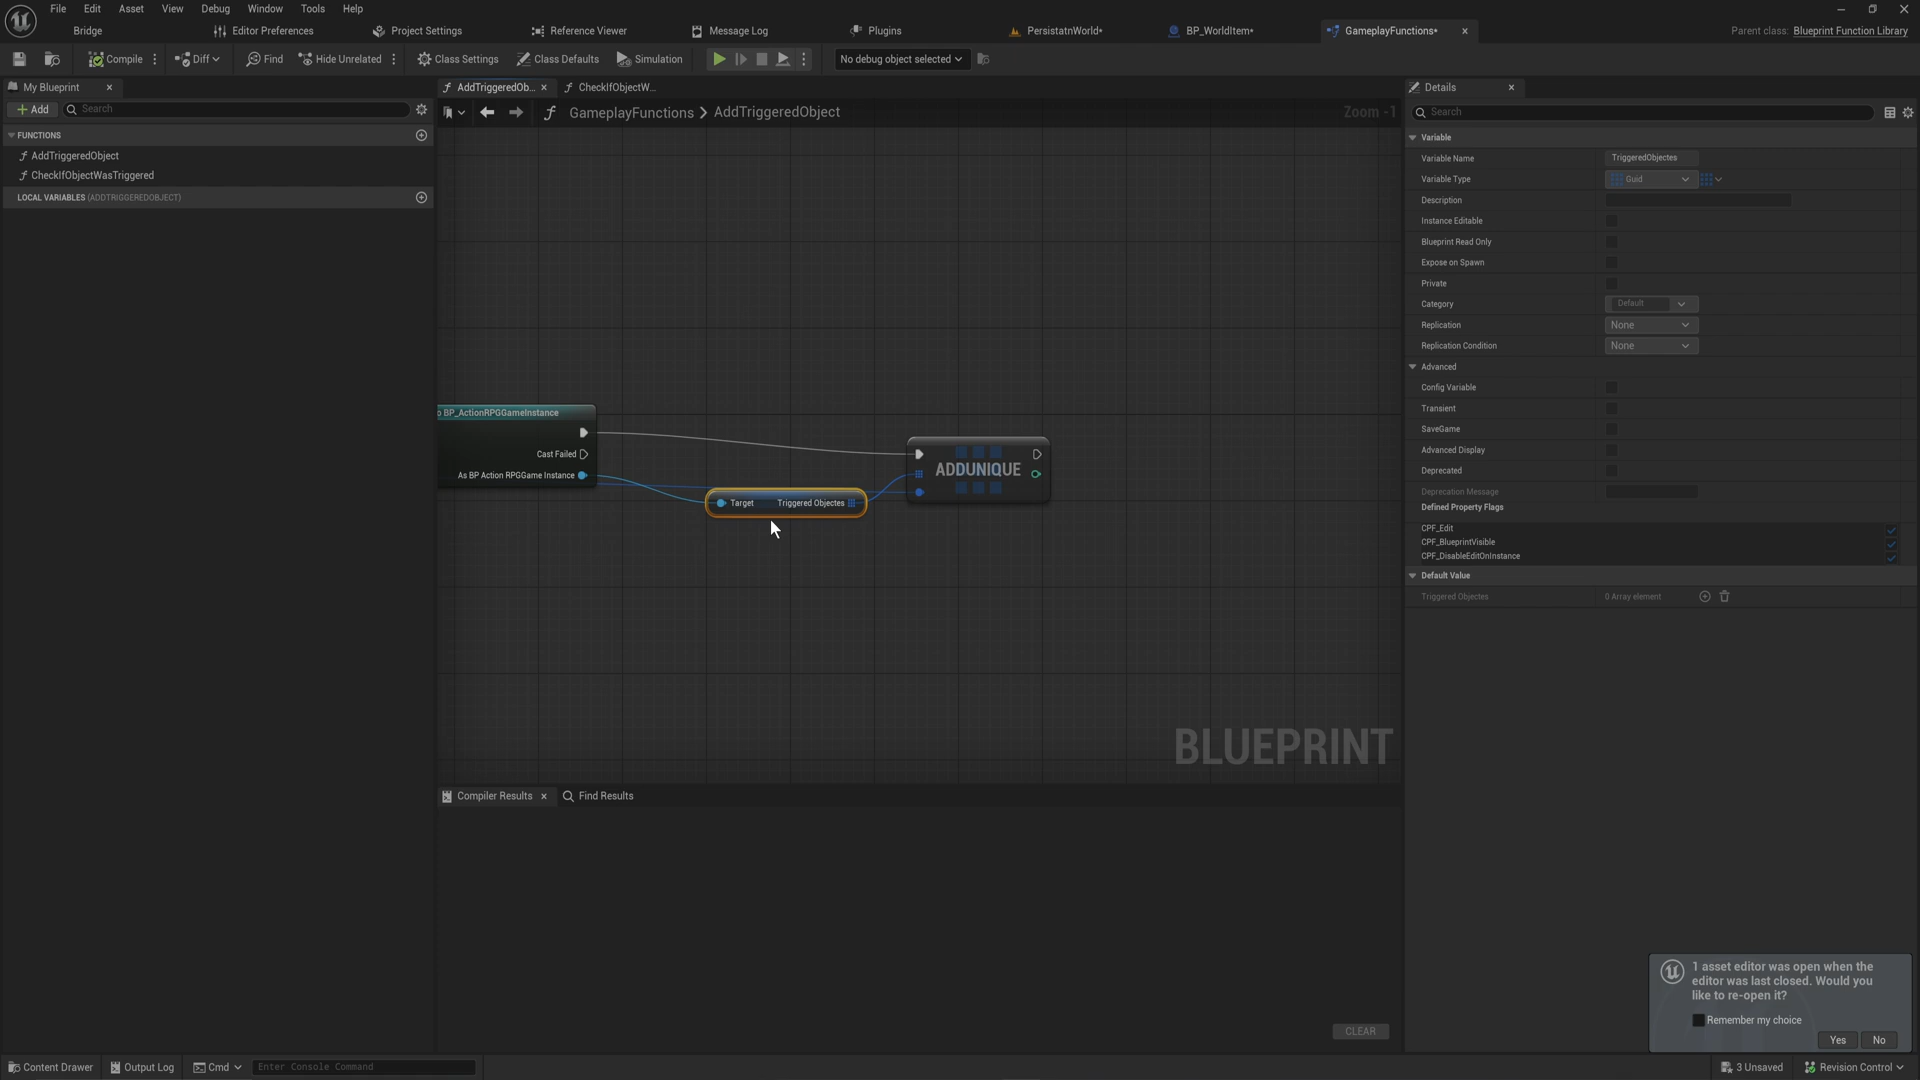 File Edit Asset View Debug Window Tools Help
Bridge Editor Preferences Project Settings Reference Viewer Message Log Plugins PersistatnWorld* BP_WorldItem* GameplayFunctions* Parent class: Blueprint Function Library
Compile Diff Find Hide Unrelated Class Settings Class Defaults Simulation No debug object selected
My Blueprint
Add Search
FUNCTIONS
AddTriggeredObject
CheckIfObjectWasTriggered
LOCAL VARIABLES (ADDTRIGGEREDOBJECT)
AddTriggeredOb... CheckIfObjectW...
GameplayFunctions > AddTriggeredObject Zoom -1
o BP_ActionRPGGameInstance
Cast Failed
As BP Action RPGGame Instance
Target Triggered Objectes
ADDUNIQUE
BLUEPRINT
Compiler Results Find Results
CLEAR
Details
Search
Variable
Variable Name TriggeredObjectes
Variable Type Guid
Description
Instance Editable
Blueprint Read Only
Expose on Spawn
Private
Category Default
Replication None
Replication Condition None
Advanced
Config Variable
Transient
SaveGame
Advanced Display
Deprecated
Deprecation Message
Defined Property Flags
CPF_Edit
CPF_BlueprintVisible
CPF_DisableEditOnInstance
Default Value
Triggered Objectes 0 Array element
1 asset editor was open when the
editor was last closed. Would you
like to re-open it?
Remember my choice
Yes No
Content Drawer Output Log Cmd Enter Console Command 3 Unsaved Revision Control